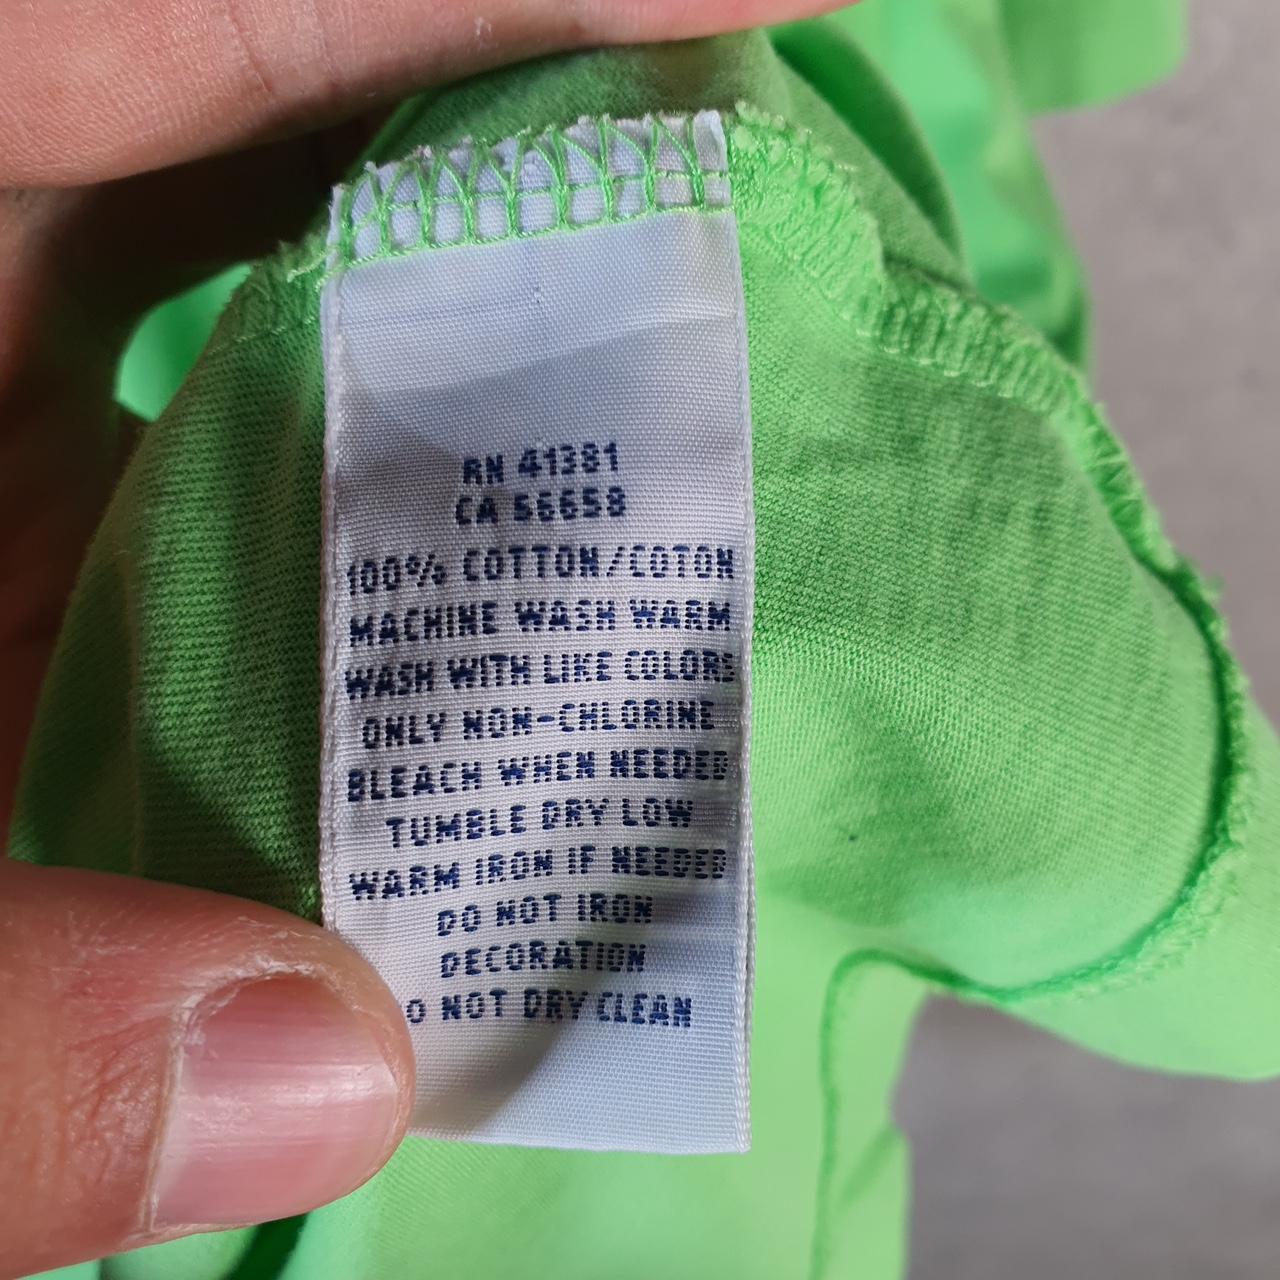 RN 41381
CA 56658
100% COTTON/COTON
MACHINE WASH WARM
WASH WITH LIKE COLORS
ONLY NON-CHLORINE
BLEACH WHEN NEEDED
TUMBLE DRY LOW
WARM IRON IF NEEDED
DO NOT IRON
DECORATION
O NOT DRY CLEAN